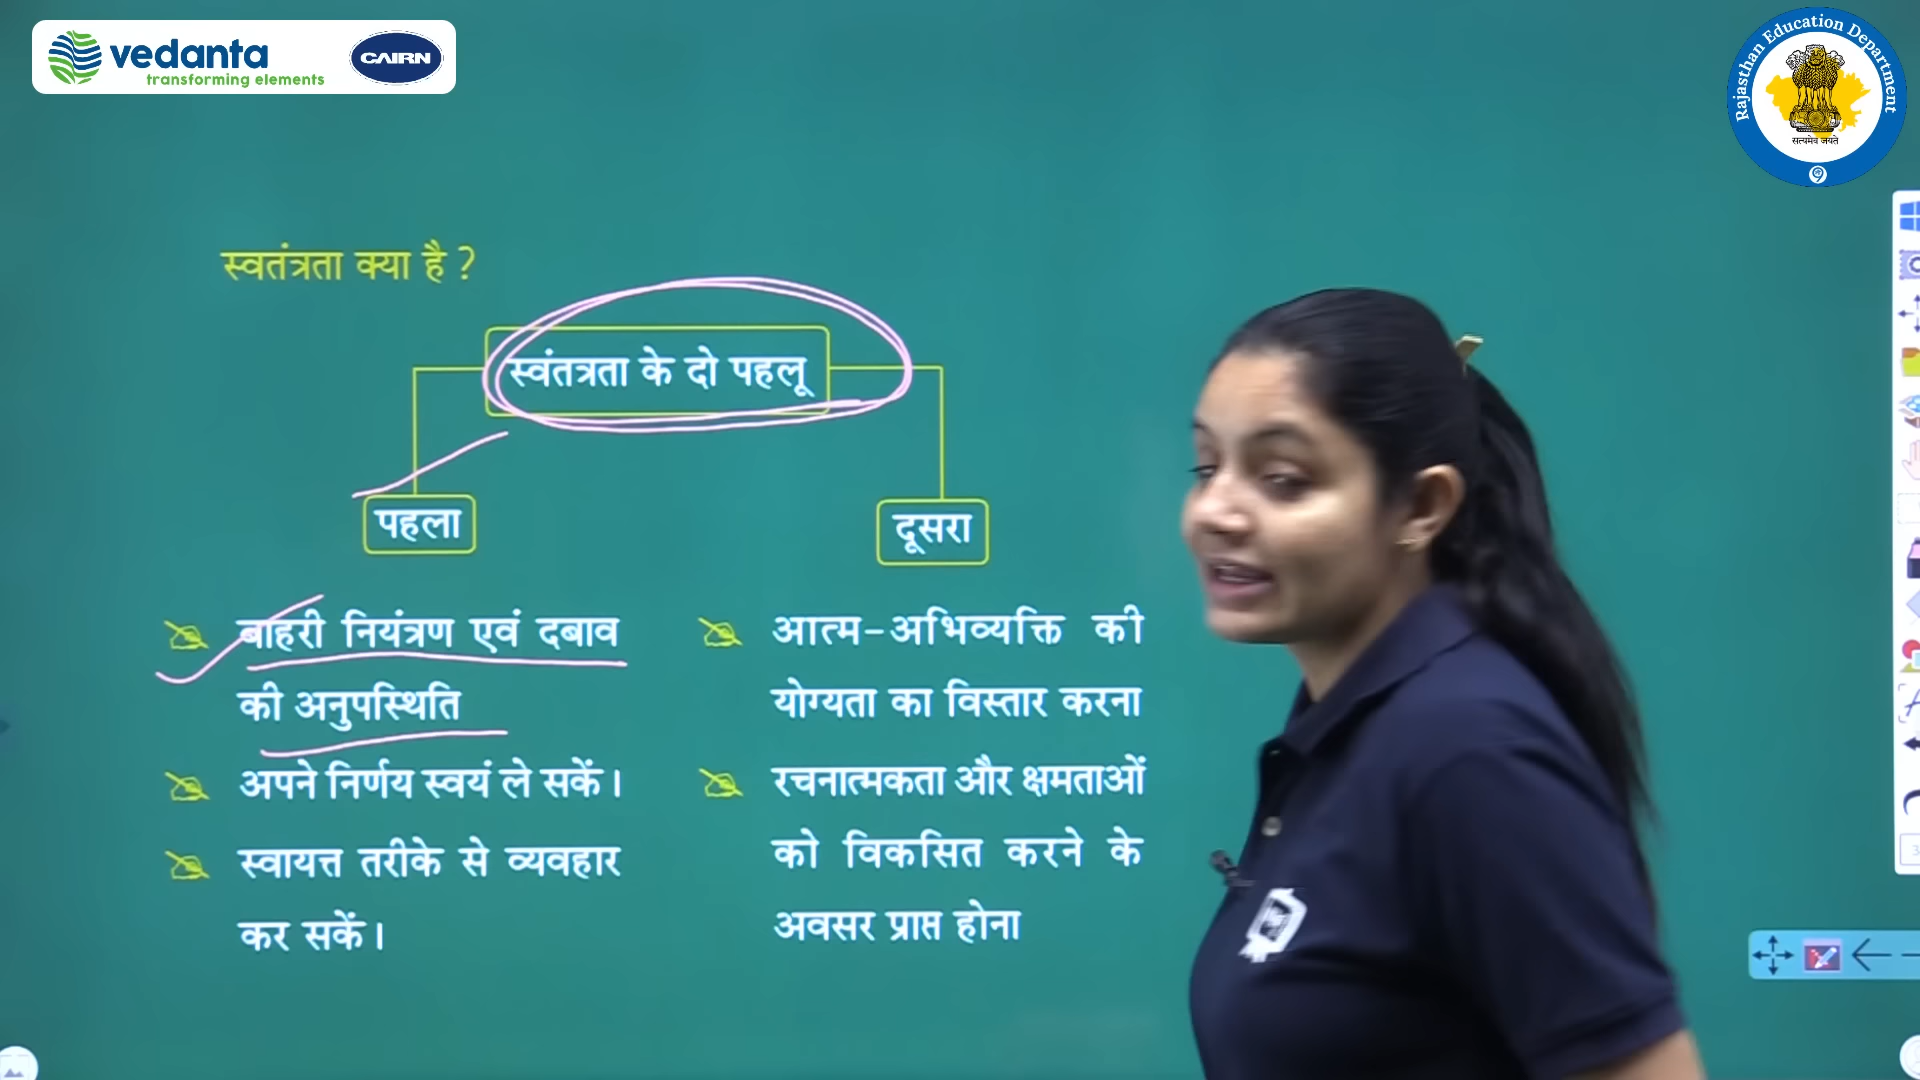 vedanta
transforming elements
CAIRN
Rajasthan Education Department
सत्यमेव जयते
स्वतंत्रता क्या है ?
स्वंतत्रता के दो पहलू
पहला
बाहरी नियंत्रण एवं दबाव
की अनुपस्थिति
अपने निर्णय स्वयं ले सकें।
स्वायत्त तरीके से व्यवहार
कर सकें।
दूसरा
आत्म-अभिव्यक्ति की
योग्यता का विस्तार करना
रचनात्मकता और क्षमताओं
को विकसित करने के
अवसर प्राप्त होना